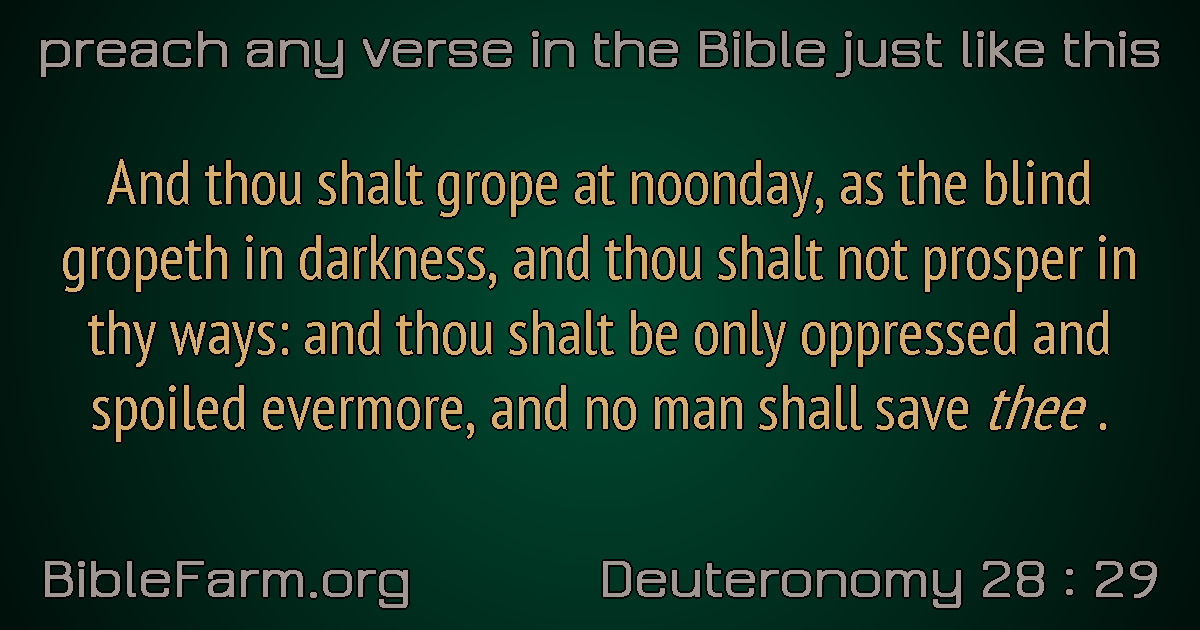 preach any verse in the Bible just like this
And thou shalt grope at noonday, as the blind
gropeth in darkness, and thou shalt not prosper in
thy ways: and thou shalt be only oppressed and
spoiled evermore, and no man shall save thee .
BibleFarm.org
Deuteronomy 28 : 29